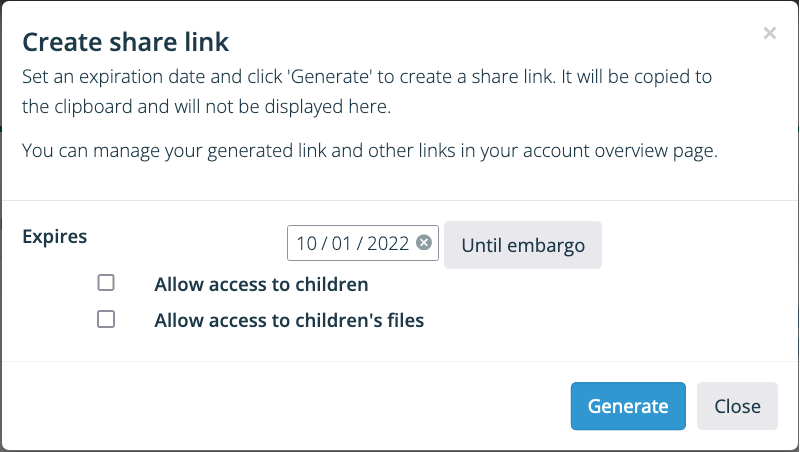 Create share link
Set an expiration date and click 'Generate' to create a share link. It will be copied to
the clipboard and will not be displayed here.
You can manage your generated link and other links in your account overview page.
Expires
10 / 01 / 2022
Until embargo
Allow access to children
Allow access to children's files
Generate
Close